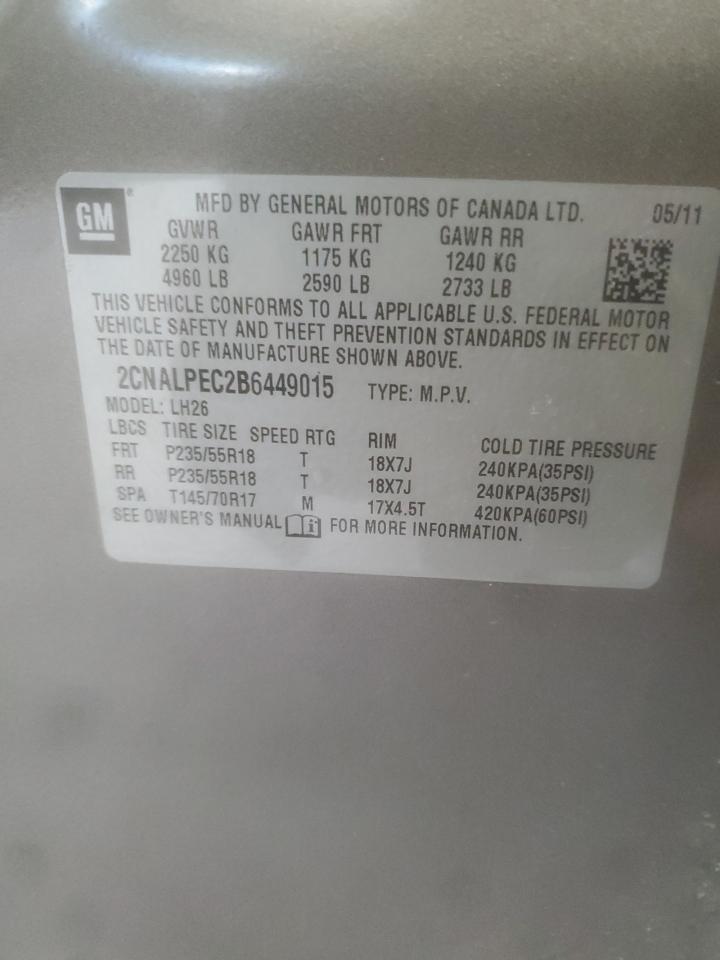 GM ®
MFD BY GENERAL MOTORS OF CANADA LTD. 05/11
GVWR GAWR FRT GAWR RR
2250 KG 1175 KG 1240 KG
4960 LB 2590 LB 2733 LB
THIS VEHICLE CONFORMS TO ALL APPLICABLE U.S. FEDERAL MOTOR
VEHICLE SAFETY AND THEFT PREVENTION STANDARDS IN EFFECT ON
THE DATE OF MANUFACTURE SHOWN ABOVE.
2CNALPEC2B6449015 TYPE: M.P.V.
MODEL: LH26
LBCS TIRE SIZE SPEED RTG RIM COLD TIRE PRESSURE
FRT P235/55R18 T 18X7J 240KPA(35PSI)
RR P235/55R18 T 18X7J 240KPA(35PSI)
SPA T145/70R17 M 17X4.5T 420KPA(60PSI)
SEE OWNER'S MANUAL i FOR MORE INFORMATION.